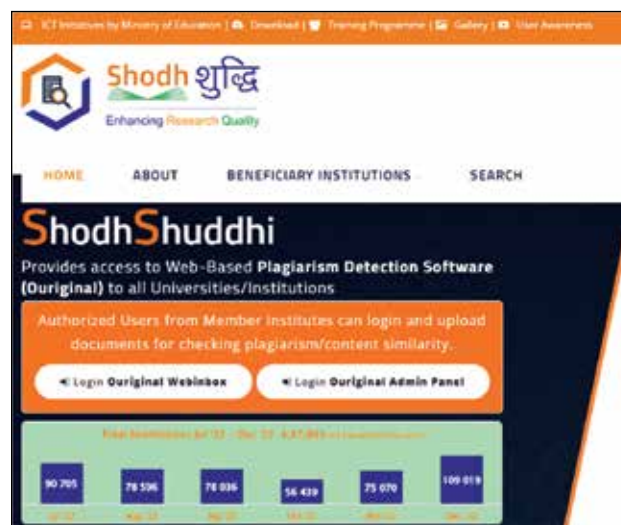 ICT Initiatives by Ministry of Education | Download | Training Programme | Gallery | User Awareness
Shodh शुद्धि
Enhancing Research Quality
HOME ABOUT BENEFICIARY INSTITUTIONS SEARCH
ShodhShuddhi
Provides access to Web-Based Plagiarism Detection Software
(Ouriginal) to all Universities/Institutions
Authorized Users from Member Institutes can login and upload
documents for checking plagiarism/content similarity.
Login Ouriginal Webinbox Login Ouriginal Admin Panel
90 705 78 596 78 036 56 439 75 070 109 019